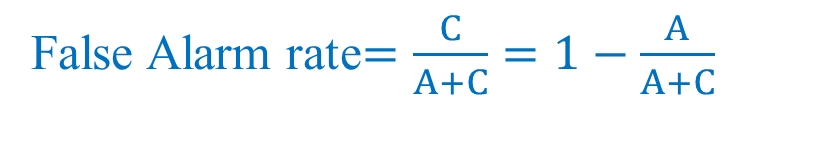 False Alarm rate= C/A+C = 1 − A/A+C